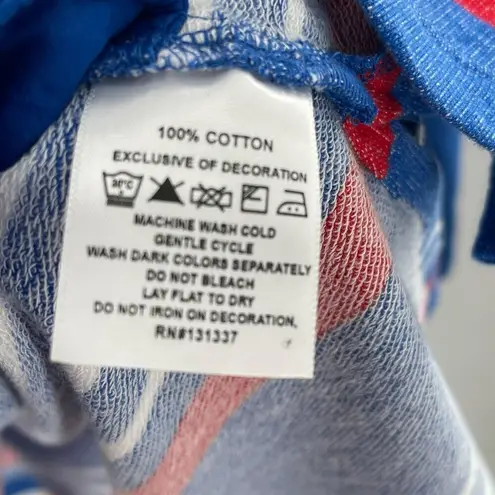 100% COTTON
EXCLUSIVE OF DECORATION
30°C
MACHINE WASH COLD
GENTLE CYCLE
WASH DARK COLORS SEPARATELY
DO NOT BLEACH
LAY FLAT TO DRY
DO NOT IRON ON DECORATION,
RN#131337